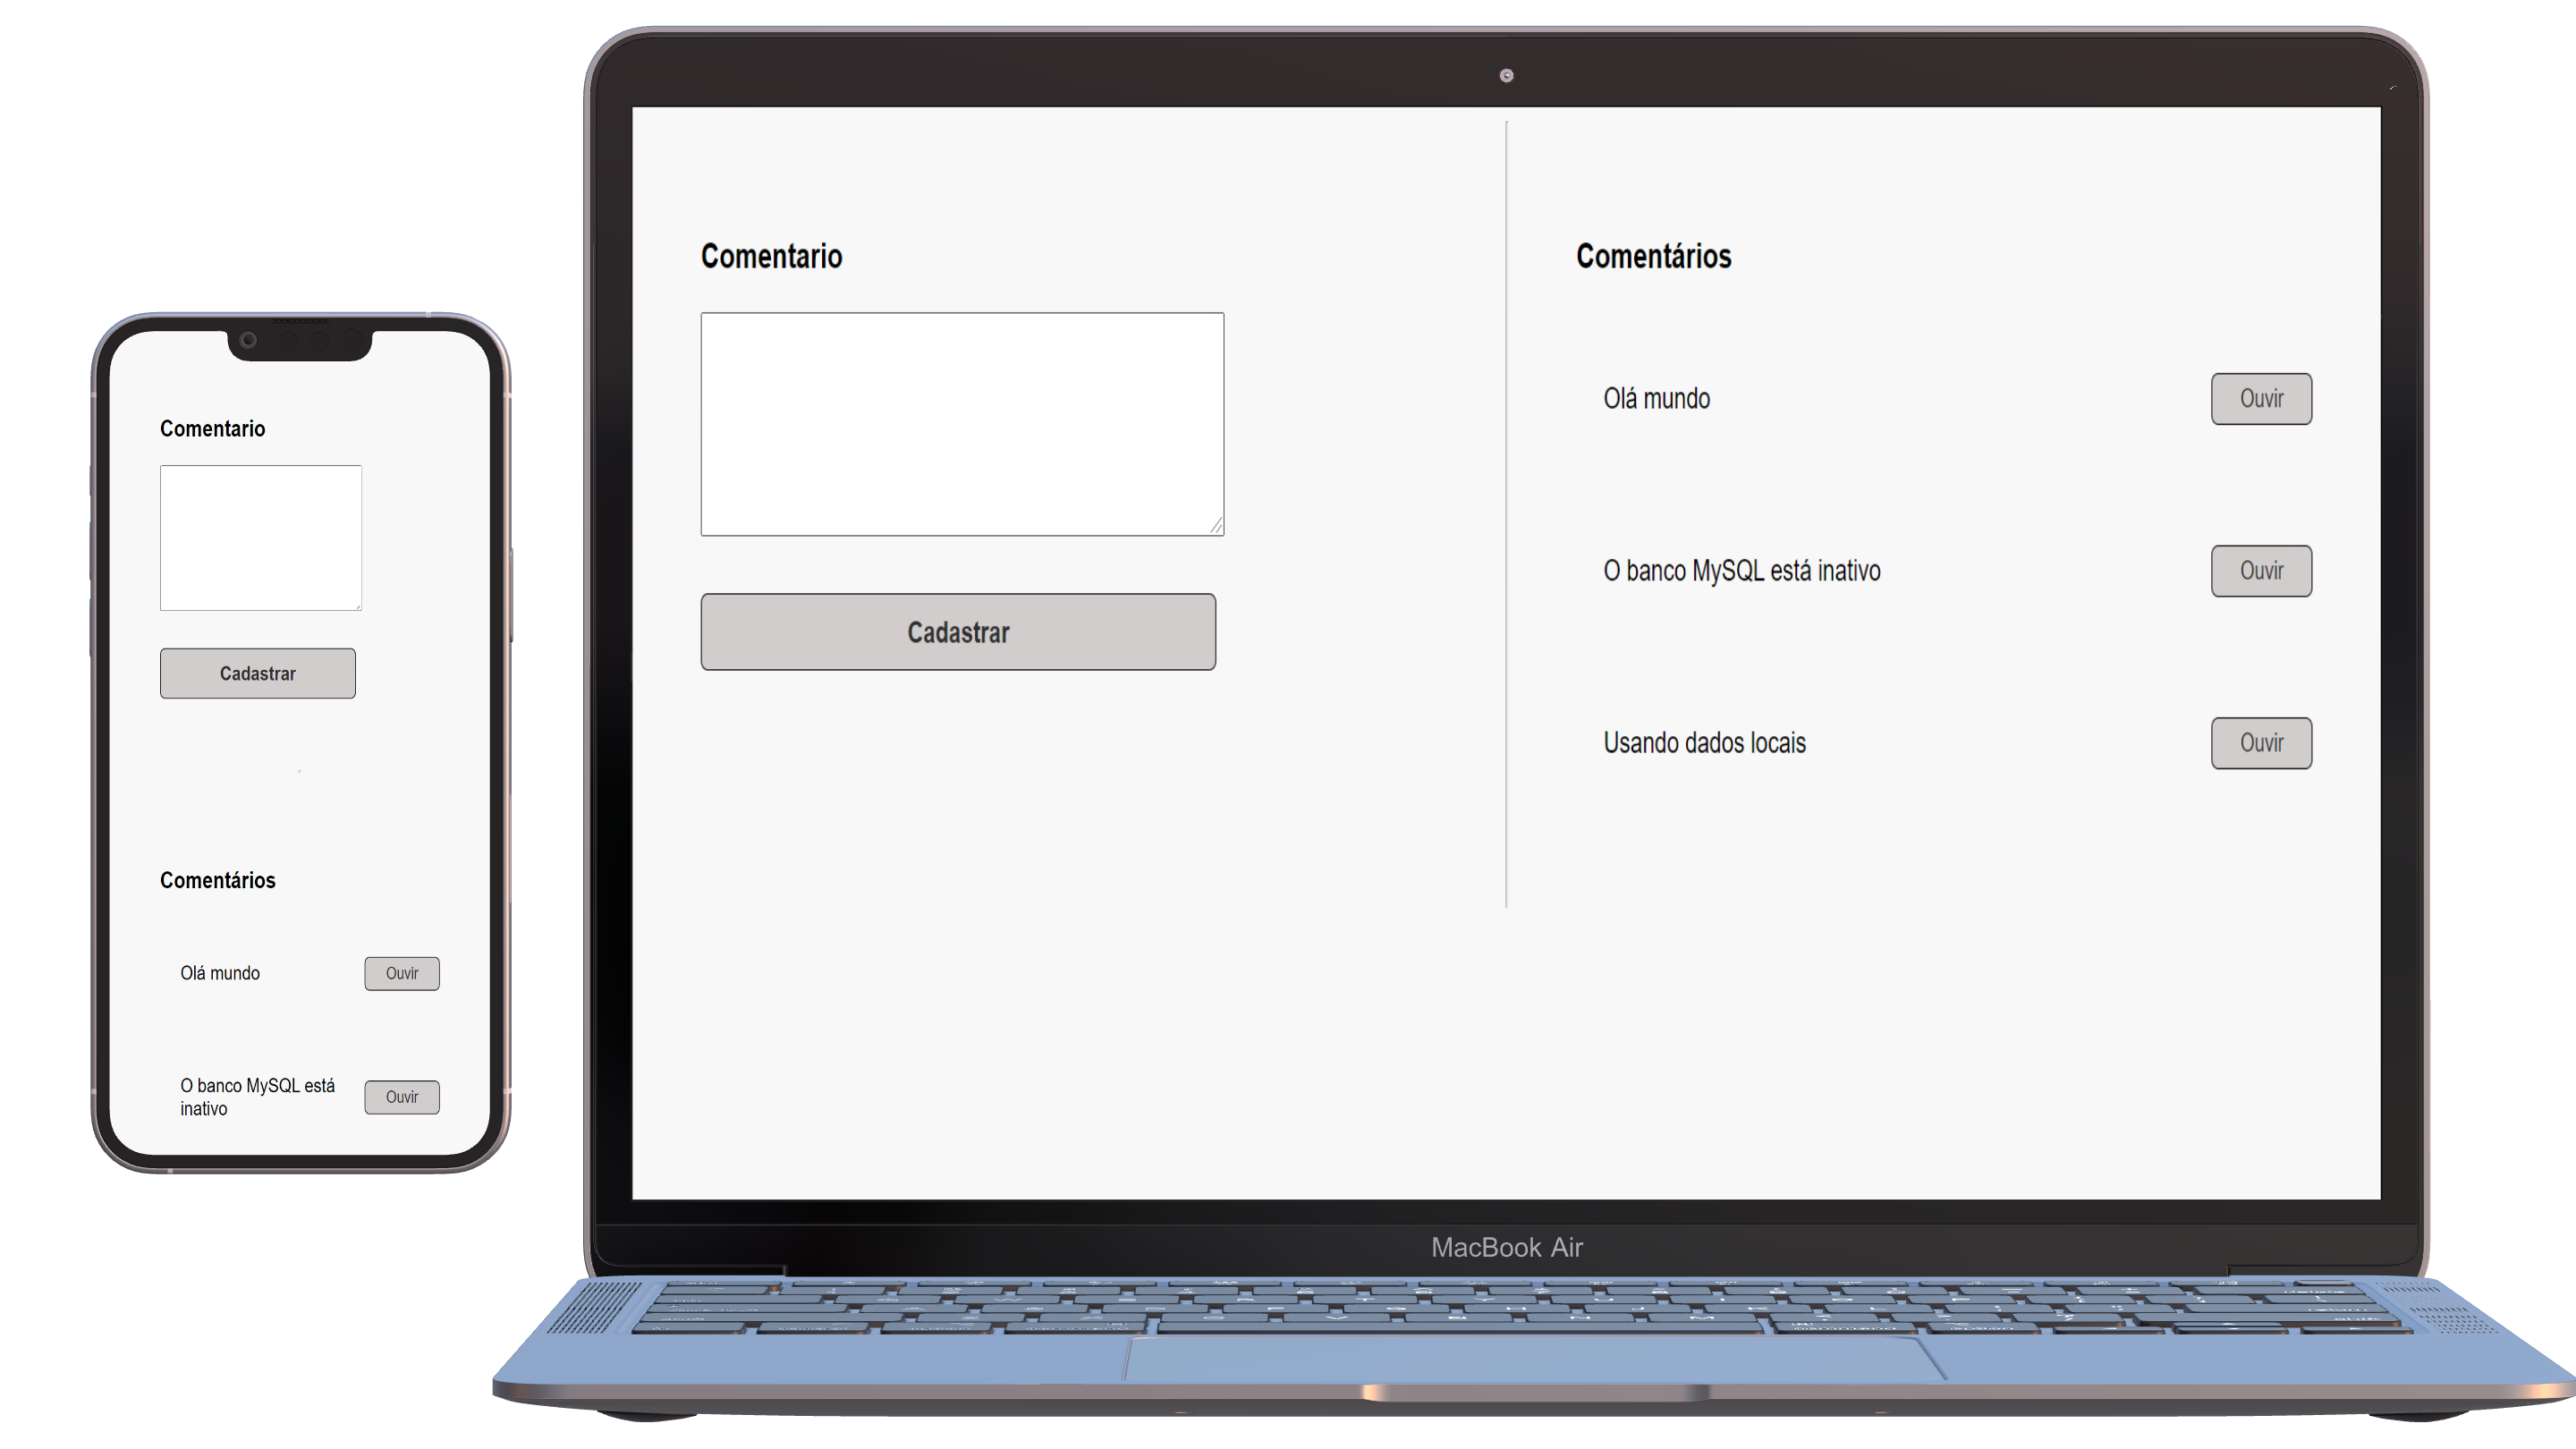 Comentario
Cadastrar
Comentários
Olá mundo
Ouvir
O banco MySQL está
inativo
Ouvir
Comentario
Cadastrar
Comentários
Olá mundo
Ouvir
O banco MySQL está inativo
Ouvir
Usando dados locais
Ouvir
MacBook Air